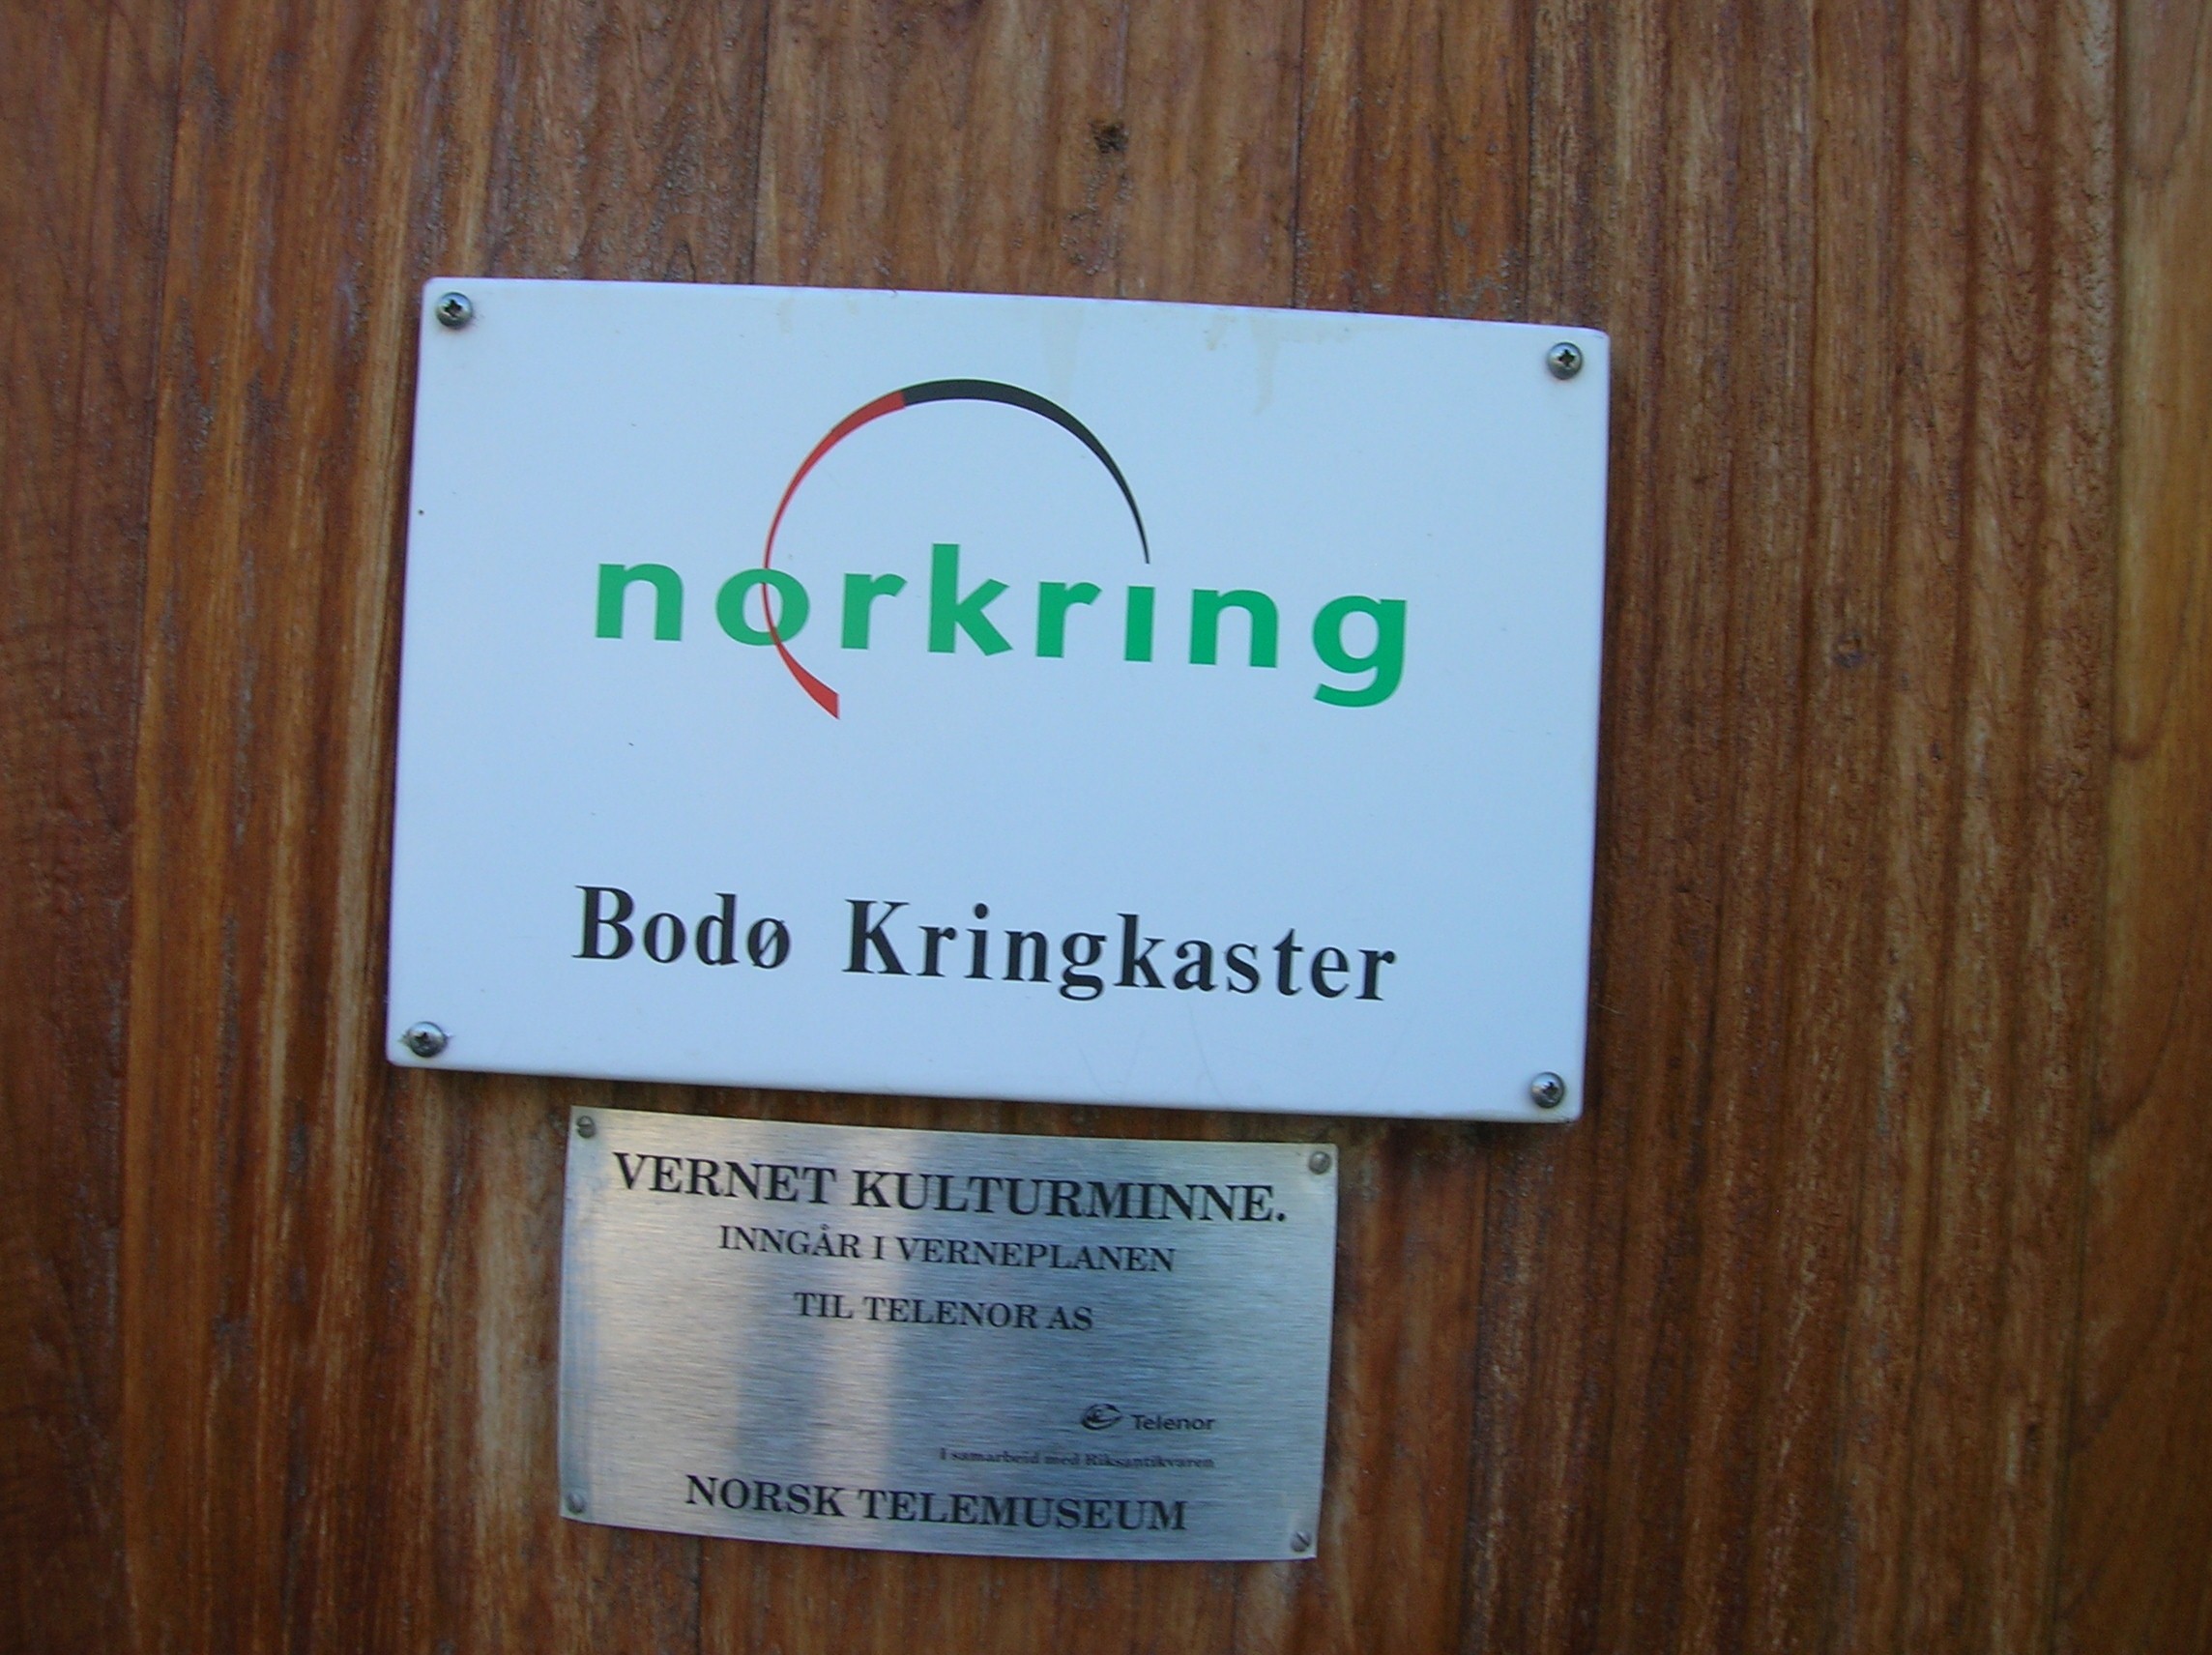 norkring
Bodø Kringkaster
VERNET KULTURMINNE.
INNGÅR I VERNEPLANEN
TIL TELENOR AS
Telenor
I samarbeid med Riksantikvaren
NORSK TELEMUSEUM